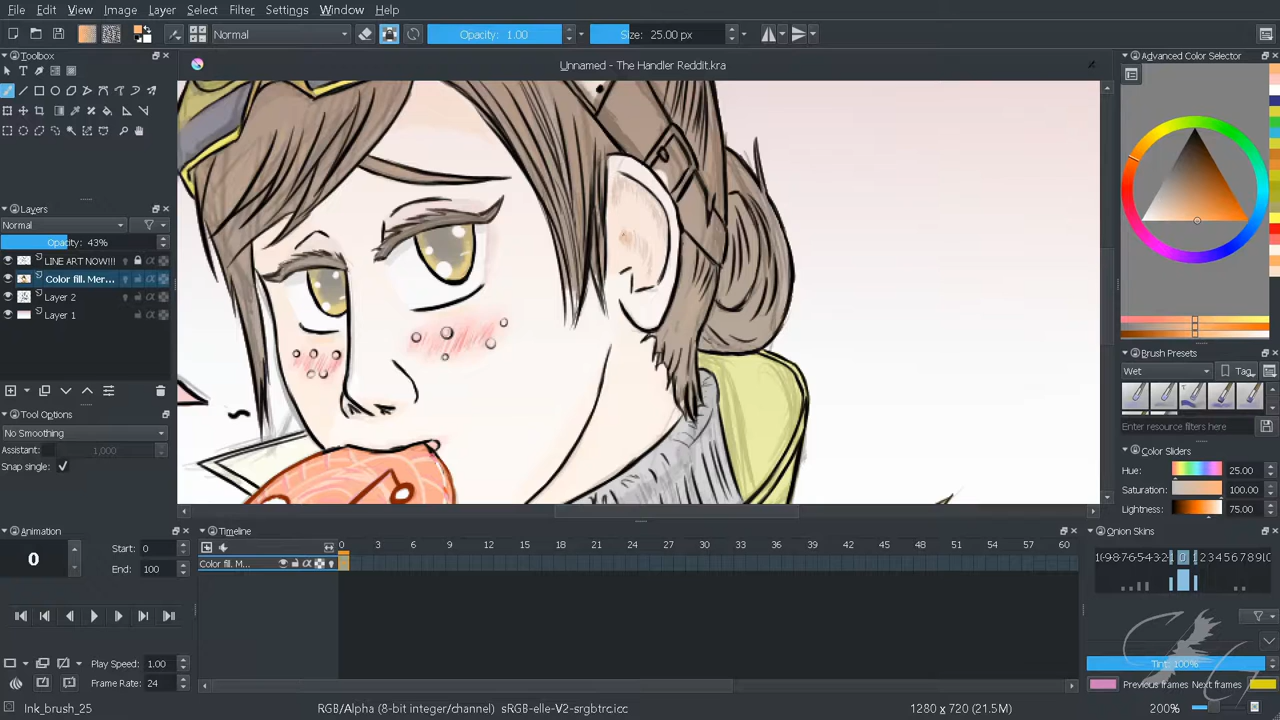 File Edit View Image Layer Select Filter Settings Window Help
Normal
Opacity: 1.00
Size: 25.00 px
Toolbox
Unnamed - The Handler Reddit.kra
Advanced Color Selector
Layers
Normal
Opacity: 43%
LINE ART NOW!!!
Color fill. Mer...
Layer 2
Layer 1
Tool Options
No Smoothing
Assistant: 1,000
Snap single:
Brush Presets
Wet
Tag
Enter resource filters here
Color Sliders
Hue: 25.00
Saturation: 100.00
Lightness: 75.00
Animation
0
Start: 0
End: 100
Play Speed: 1.00
Frame Rate: 24
Timeline
0 3 6 9 12 15 18 21 24 27 30 33 36 39 42 45 48 51 54 57 60
Color fill. M...
Onion Skins
Tint: 100%
Previous frames Next frames
Ink_brush_25
RGB/Alpha (8-bit integer/channel) sRGB-elle-V2-srgbtrc.icc
1280 x 720 (21.5M)
200%